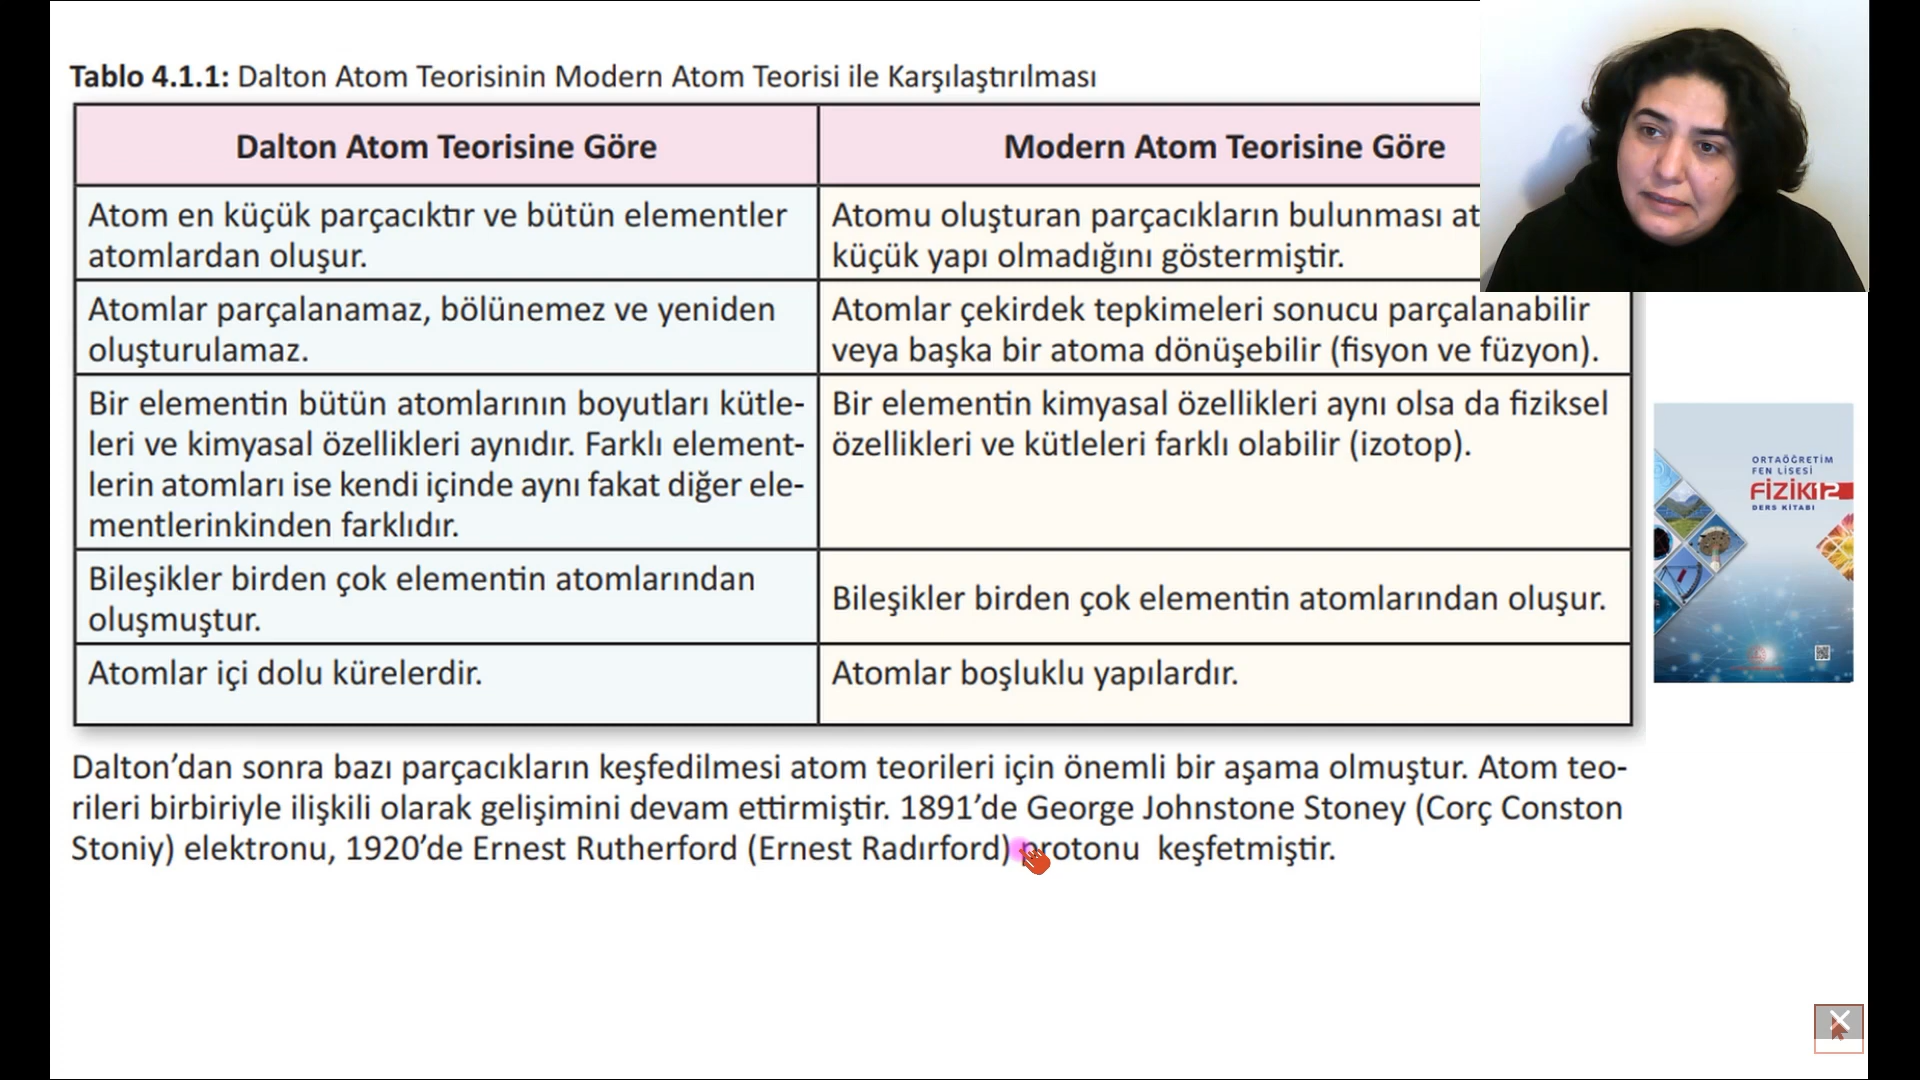 Tablo 4.1.1: Dalton Atom Teorisinin Modern Atom Teorisi ile Karşılaştırılması
Dalton Atom Teorisine Göre
Modern Atom Teorisine Göre
Atom en küçük parçacıktır ve bütün elementler
atomlardan oluşur.
Atomu oluşturan parçacıkların bulunması
küçük yapı olmadığını göstermiştir.
Atomlar parçalanamaz, bölünemez ve yeniden
oluşturulamaz.
Atomlar çekirdek tepkimeleri sonucu parçalanabilir
veya başka bir atoma dönüşebilir (fisyon ve füzyon).
Bir elementin bütün atomlarının boyutları kütle-
leri ve kimyasal özellikleri aynıdır. Farklı element-
lerin atomları ise kendi içinde aynı fakat diğer ele-
mentlerinkinden farklıdır.
Bir elementin kimyasal özellikleri aynı olsa da fiziksel
özellikleri ve kütleleri farklı olabilir (izotop).
Bileşikler birden çok elementin atomlarından
oluşmuştur.
Bileşikler birden çok elementin atomlarından oluşur.
Atomlar içi dolu kürelerdir.
Atomlar boşluklu yapılardır.
Dalton’dan sonra bazı parçacıkların keşfedilmesi atom teorileri için önemli bir aşama olmuştur. Atom teo-
rileri birbiriyle ilişkili olarak gelişimini devam ettirmiştir. 1891’de George Johnstone Stoney (Corç Conston
Stoniy) elektronu, 1920’de Ernest Rutherford (Ernest Radırford) protonu keşfetmiştir.
ORTAÖĞRETİM
FEN LİSESİ
FİZİK12
DERS KİTABI